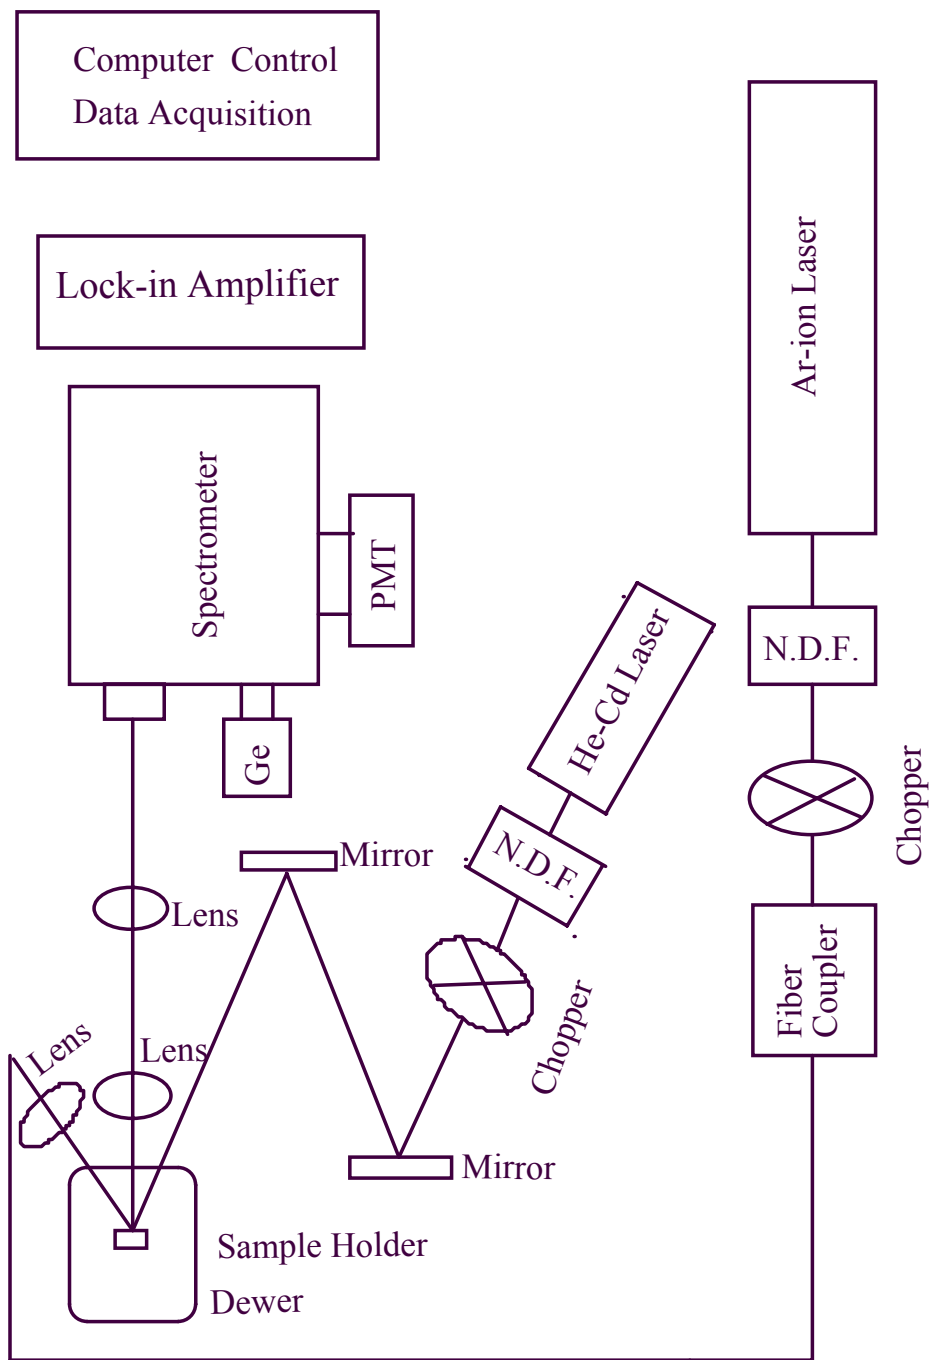 Computer Control
Data Acquisition
Lock-in Amplifier
Ar-ion Laser
Spectrometer
PMT
He-Cd Laser
N.D.F.
Ge
Chopper
Mirror
N.D.F.
Lens
Fiber
Coupler
Chopper
Lens
Lens
Mirror
Sample Holder
Dewer